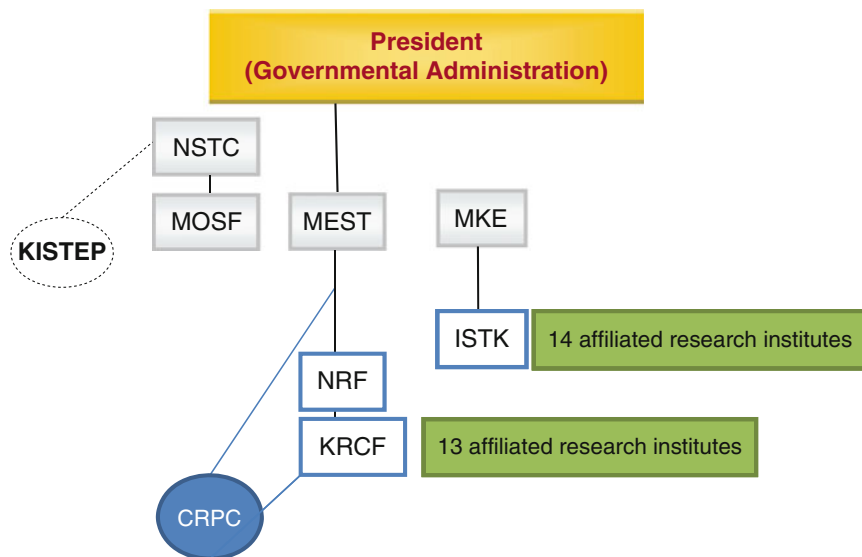 President
(Governmental Administration)
NSTC
MOSF
MEST
MKE
KISTEP
ISTK
14 affiliated research institutes
NRF
KRCF
13 affiliated research institutes
CRPC